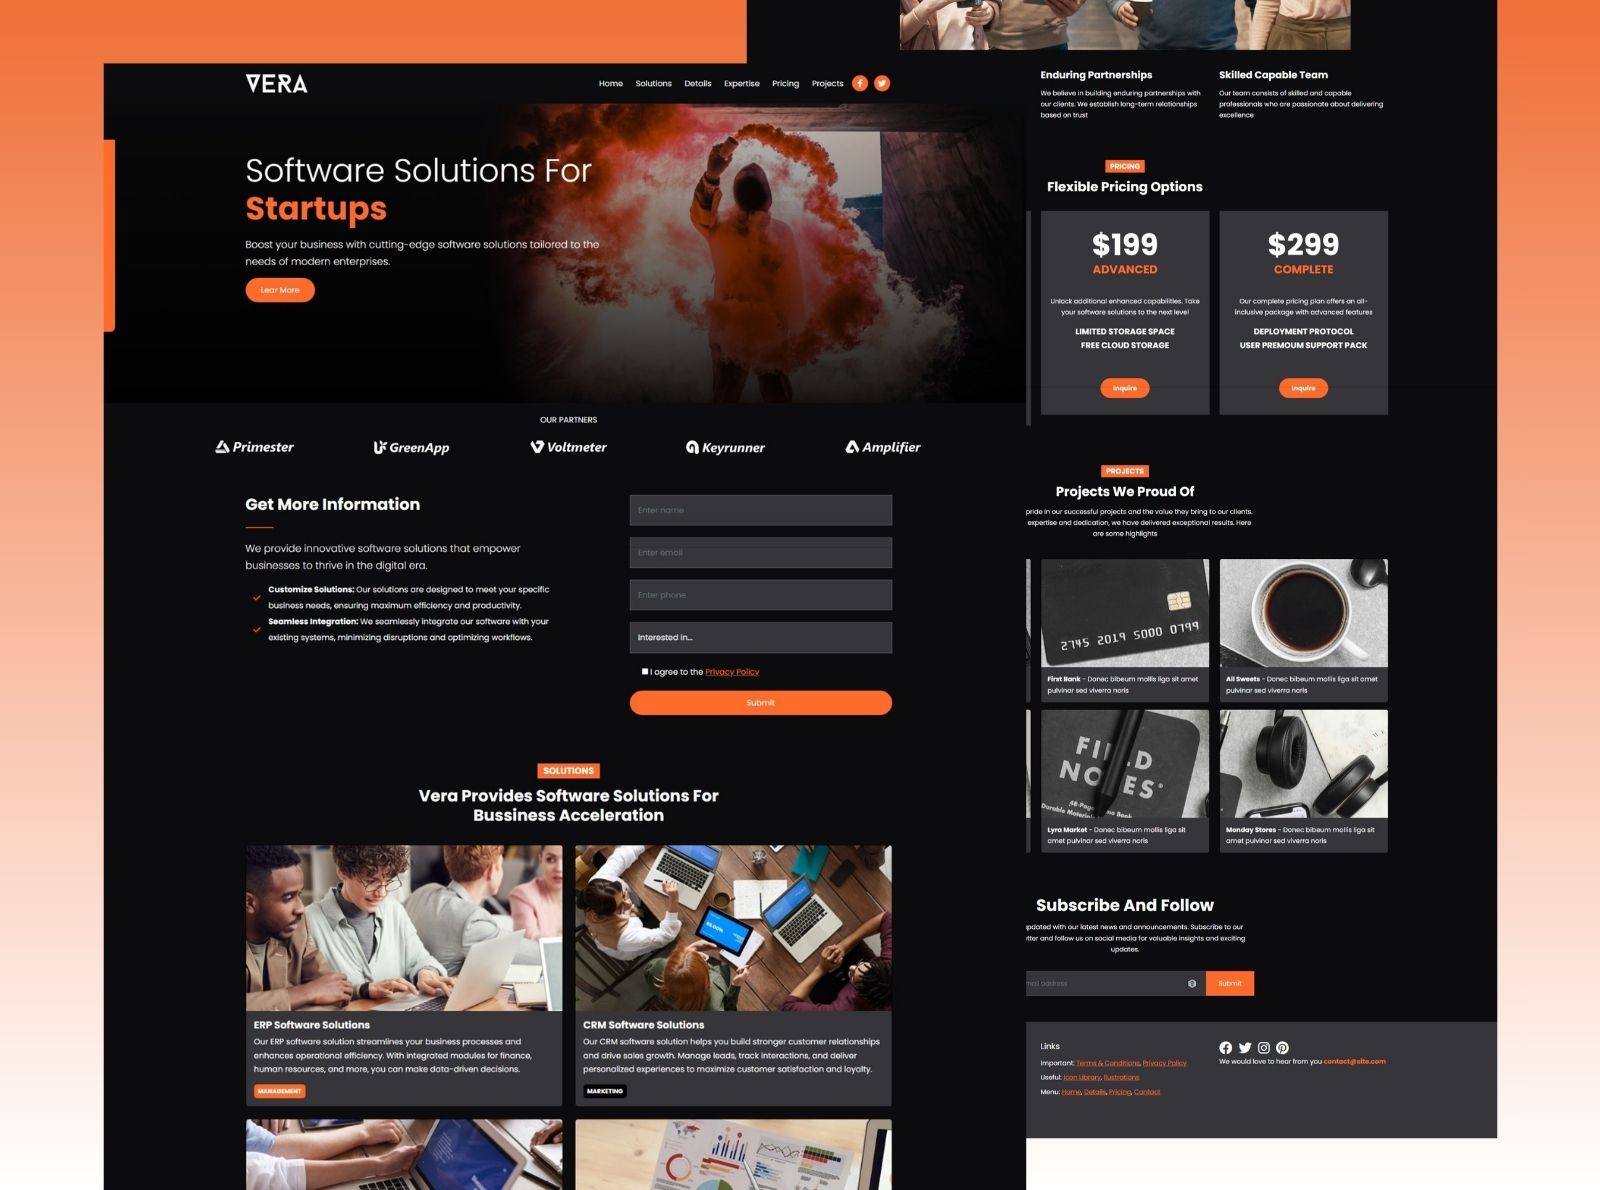 VERA
Home Solutions Details Expertise Pricing Projects
Software Solutions For
Startups
Boost your business with cutting-edge software solutions tailored to the
needs of modern enterprises.
Lear More
OUR PARTNERS
Primester GreenApp Voltmeter Keyrunner Amplifier
Get More Information
We provide innovative software solutions that empower
businesses to thrive in the digital era.
Customize Solutions: Our solutions are designed to meet your specific
business needs, ensuring maximum efficiency and productivity.
Seamless Integration: We seamlessly integrate our software with your
existing systems, minimizing disruptions and optimizing workflows.
Enter name
Enter email
Enter phone
Interested in...
I agree to the Privacy Policy
Submit
SOLUTIONS
Vera Provides Software Solutions For
Bussiness Acceleration
ERP Software Solutions
Our ERP software solution streamlines your business processes and
enhances operational efficiency. With integrated modules for finance,
human resources, and more, you can make data-driven decisions.
MANAGEMENT
CRM Software Solutions
Our CRM software solution helps you build stronger customer relationships
and drive sales growth. Manage leads, track interactions, and deliver
personalized experiences to maximize customer satisfaction and loyalty.
MARKETING
Enduring Partnerships
We believe in building enduring partnerships with
our clients. We establish long-term relationships
based on trust
Skilled Capable Team
Our team consists of skilled and capable
professionals who are passionate about delivering
excellence
PRICING
Flexible Pricing Options
$199
ADVANCED
Unlock additional enhanced capabilities. Take
your software solutions to the next level
LIMITED STORAGE SPACE
FREE CLOUD STORAGE
Inquire
$299
COMPLETE
Our complete pricing plan offers an all-
inclusive package with advanced features
DEPLOYMENT PROTOCOL
USER PREMOUM SUPPORT PACK
Inquire
PROJECTS
Projects We Proud Of
pride in our successful projects and the value they bring to our clients.
expertise and dedication, we have delivered exceptional results. Here
are some highlights
2745 2019 5000 0799
First Bank - Donec bibeum mollis liga sit amet
pulvinar sed viverra noris
All Sweets - Donec bibeum mollis liga sit amet
pulvinar sed viverra noris
Lyra Market - Donec bibeum mollis liga sit
amet pulvinar sed viverra noris
Monday Stores - Donec bibeum mollis liga sit
amet pulvinar sed viverra noris
Subscribe And Follow
pdated with our latest news and announcements. Subscribe to our
tter and follow us on social media for valuable insights and exciting
updates.
mail address
Submit
Links
Important: Terms & Conditions, Privacy Policy
Useful: Icon Library, Illustrations
Menu: Home, Details, Pricing, Contact
We would love to hear from you contact@site.com